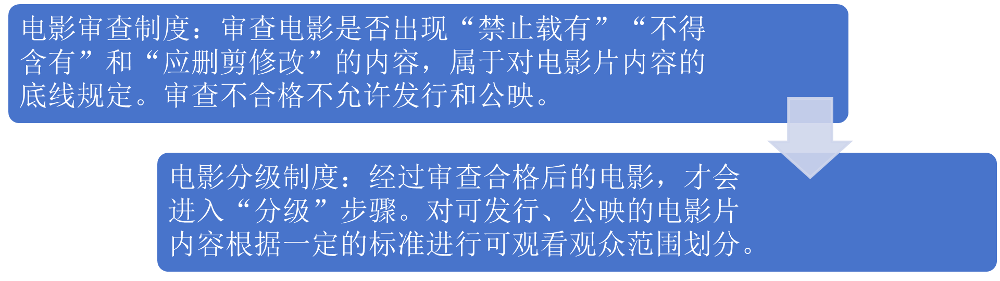 电影审查制度：审查电影是否出现“禁止载有”“不得
含有”和“应删剪修改”的内容，属于对电影片内容的
底线规定。审查不合格不允许发行和公映。
电影分级制度：经过审查合格后的电影，才会
进入“分级”步骤。对可发行、公映的电影片
内容根据一定的标准进行可观看观众范围划分。